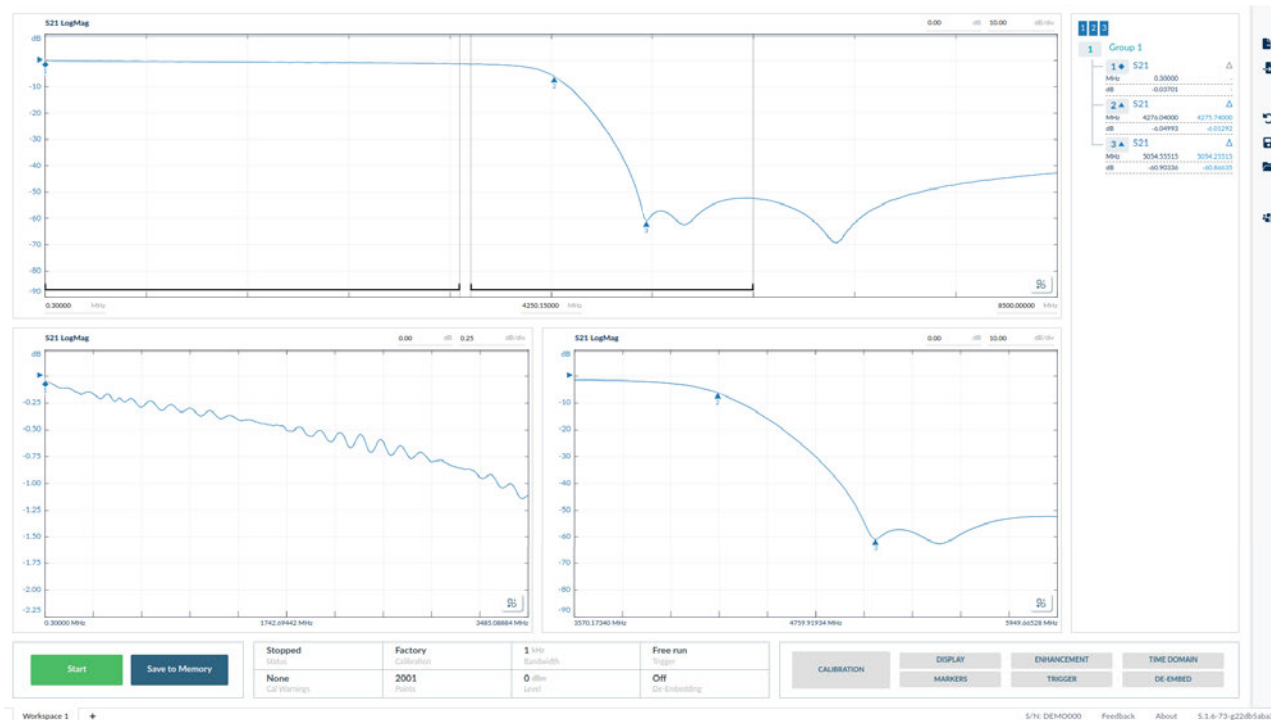 S21 LogMag 0.00 dB 10.00 dB/div
dB
-10
-20
-30
-40
-50
-60
-70
-80
-90
1
2
3
0.30000 MHz 4250.15000 MHz 8500.00000 MHz
1 2 3
1 Group 1
1 S21 Δ
MHz 0.30000 -
dB -0.03701 -
2 S21 Δ
MHz 4276.04000 4275.74000
dB -6.04993 -6.01292
3 S21 Δ
MHz 5054.55515 5054.25515
dB -60.90336 -60.86635
S21 LogMag 0.00 dB 0.25 dB/div
dB
-0.25
-0.50
-0.75
-1.00
-1.25
-1.50
-1.75
-2.00
-2.25
1
0.30000 MHz 1742.69442 MHz 3485.08884 MHz
S21 LogMag 0.00 dB 10.00 dB/div
dB
-10
-20
-30
-40
-50
-60
-70
-80
-90
2
3
3570.17340 MHz 4759.91934 MHz 5949.66528 MHz
Start
Save to Memory
Stopped
Status
Factory
Calibration
1 kHz
Bandwidth
Free run
Trigger
None
Cal Warnings
2001
Points
0 dBm
Level
Off
De-Embedding
CALIBRATION
DISPLAY ENHANCEMENT TIME DOMAIN
MARKERS TRIGGER DE-EMBED
Workspace 1 +
S/N: DEMO000 Feedback About